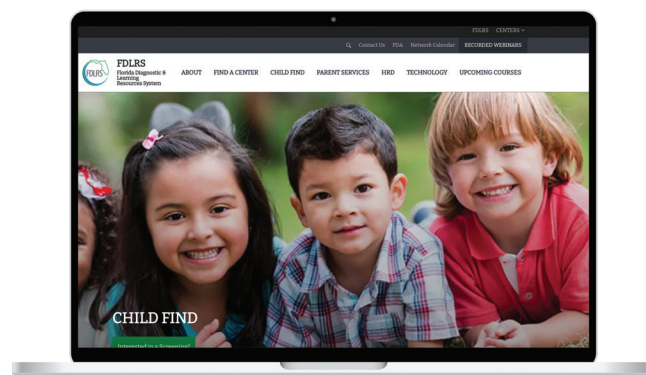 FDLRS CENTERS
Contact Us PDA Network Calendar RECORDED WEBINARS
FDLRS
FDLRS
Florida Diagnostic &
Learning
Resources System
ABOUT FIND A CENTER CHILD FIND PARENT SERVICES HRD TECHNOLOGY UPCOMING COURSES
CHILD FIND
Interested in a Screening?